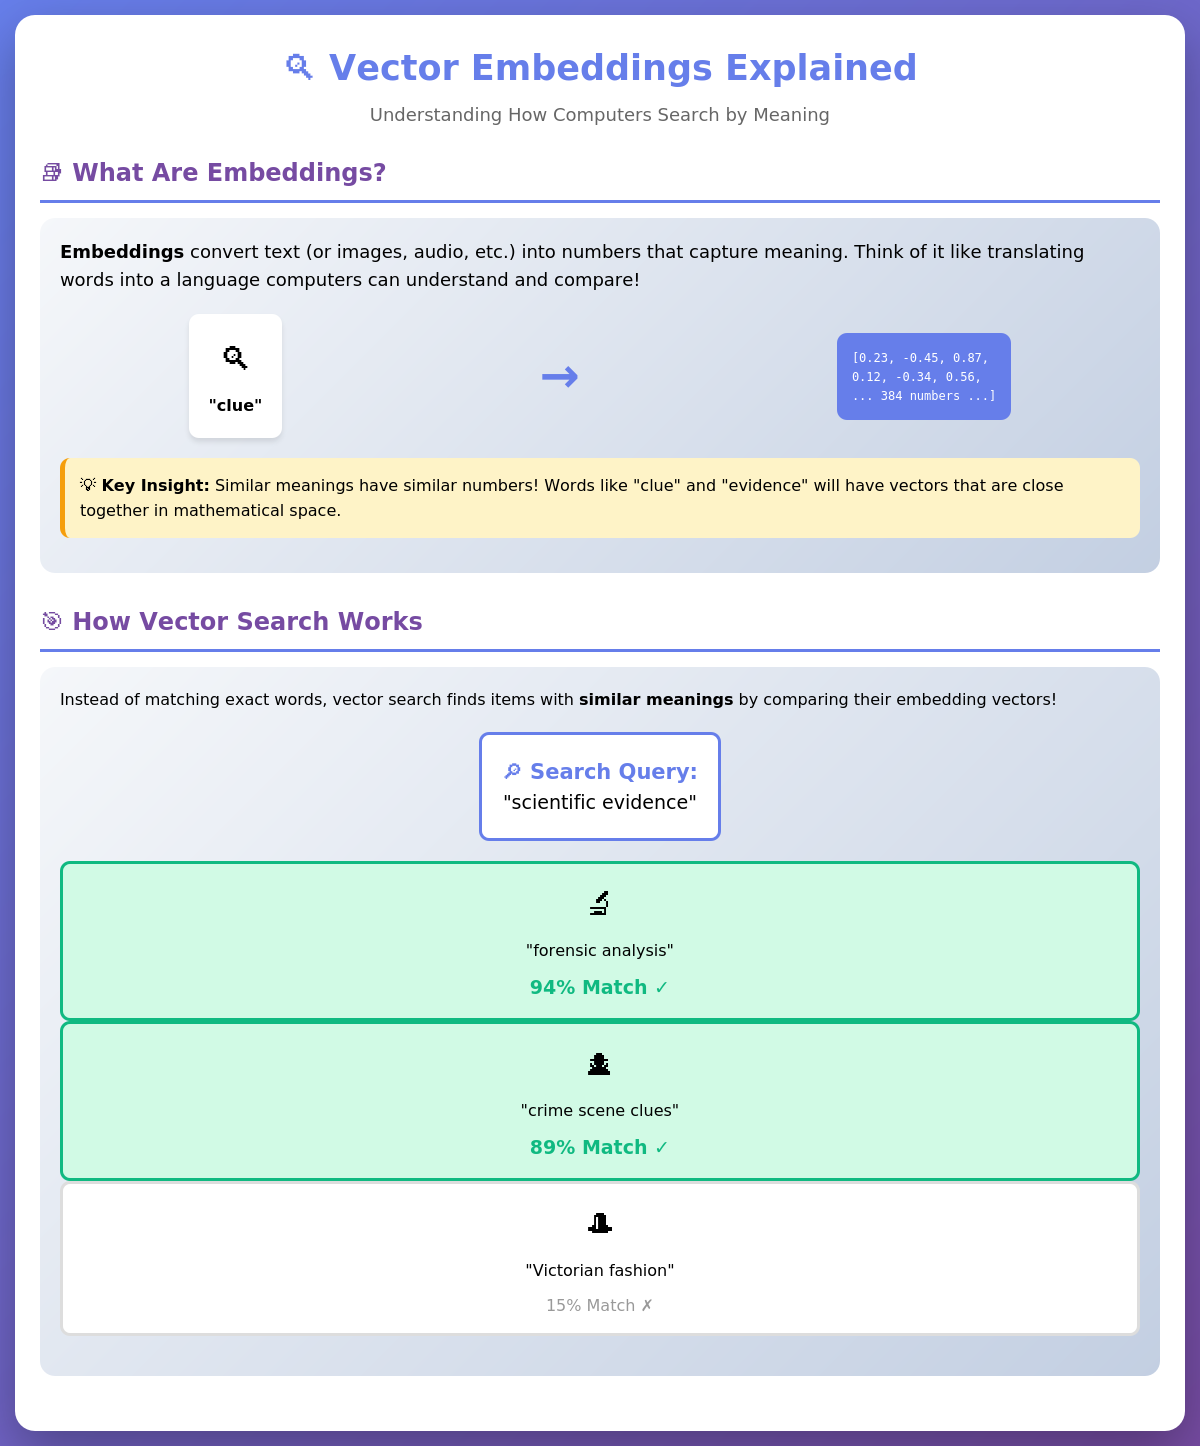 🔍 Vector Embeddings Explained
Understanding How Computers Search by Meaning
📚 What Are Embeddings?
Embeddings convert text (or images, audio, etc.) into numbers that capture meaning. Think of it like translating
words into a language computers can understand and compare!
🔍
"clue"
→
[0.23, -0.45, 0.87,
0.12, -0.34, 0.56,
... 384 numbers ...]
💡 Key Insight: Similar meanings have similar numbers! Words like "clue" and "evidence" will have vectors that are close
together in mathematical space.
🎯 How Vector Search Works
Instead of matching exact words, vector search finds items with similar meanings by comparing their embedding vectors!
🔎 Search Query:
"scientific evidence"
🔬
"forensic analysis"
94% Match ✓
🕵
"crime scene clues"
89% Match ✓
🎩
"Victorian fashion"
15% Match ✗